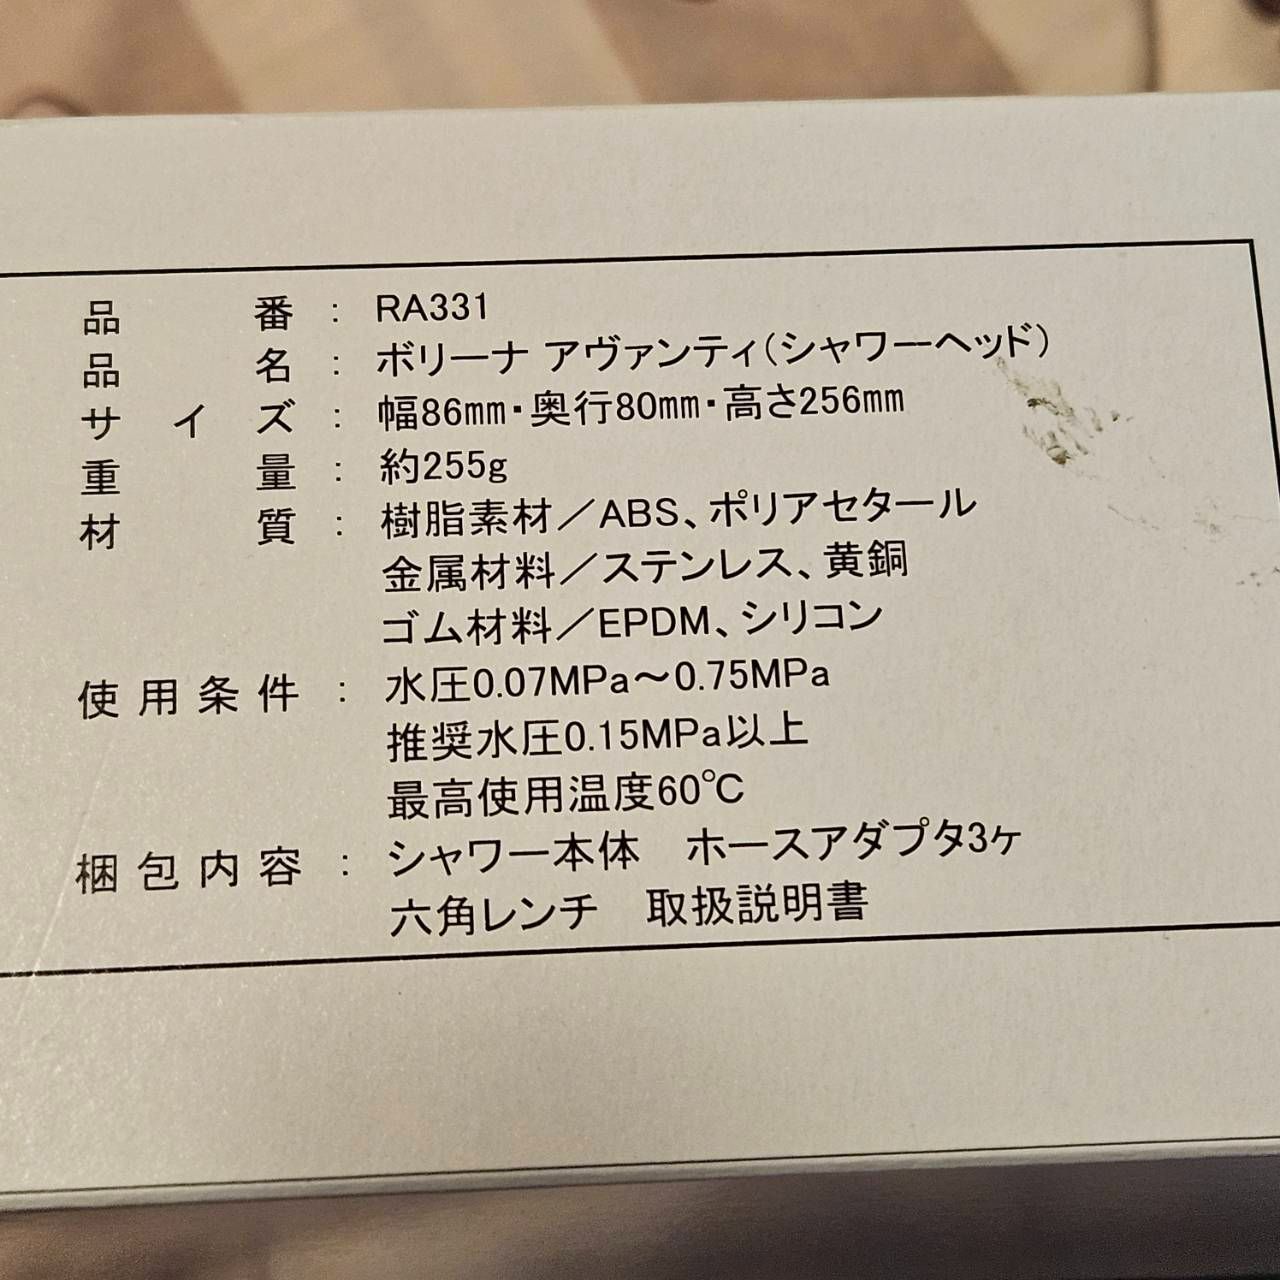 品番：RA331
品名：ボリーナ アヴァンティ(シャワーヘッド)
サイズ：幅86㎜・奥行80㎜・高さ256㎜
重量：約255g
材質：樹脂素材／ABS、ポリアセタール
金属材料／ステンレス、黄銅
ゴム材料／EPDM、シリコン
使用条件：水圧0.07MPa～0.75MPa
推奨水圧0.15MPa以上
最高使用温度60℃
梱包内容：シャワー本体　ホースアダプタ3ヶ
六角レンチ　取扱説明書